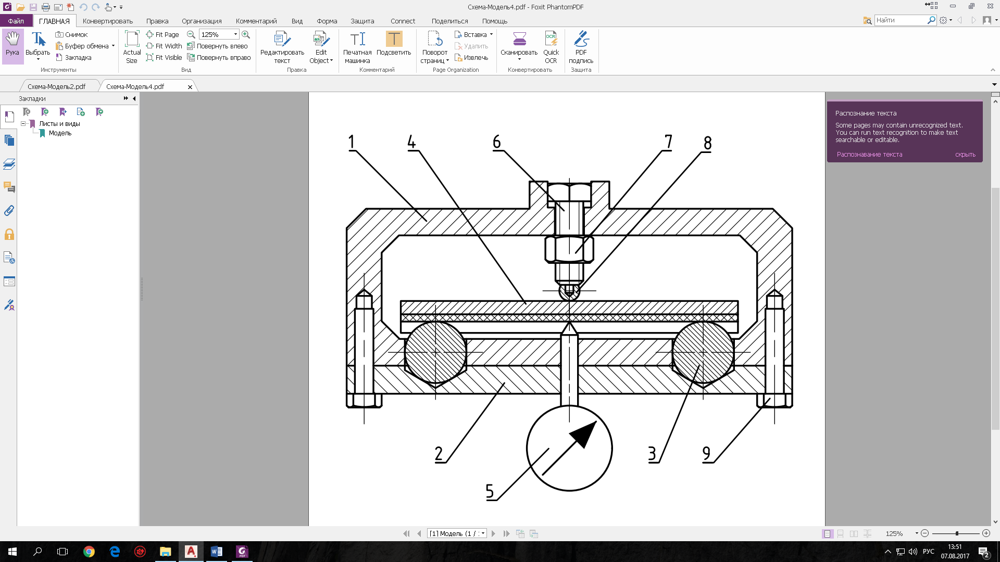 Схема-Модель4.pdf - Foxit PhantomPDF
Файл ГЛАВНАЯ Конвертировать Правка Организация Комментарий Вид Форма Защита Connect Поделиться Помощь Найти
Рука
Выбрать
Снимок
Буфер обмена
Закладка
Инструменты
Actual
Size
Fit Page
Fit Width
Fit Visible
125%
Повернуть влево
Повернуть вправо
Вид
Редактировать
текст
Edit
Object
Правка
Печатная
машинка
Подсветить
Комментарий
Поворот
страниц
Вставка
Удалить
Извлечь
Page Organization
Сканировать
Quick
OCR
Конвертировать
PDF
подпись
Защита
Схема-Модель2.pdf Схема-Модель4.pdf
Закладки
Листы и виды
Модель
Распознание текста
Some pages may contain unrecognized text.
You can run text recognition to make text
searchable or editable.
Распознавание текста скрыть
1 4 6 7 8
2 3 9
5
[1] Модель (1 / :
125%
РУС
13:51
07.08.2017
2